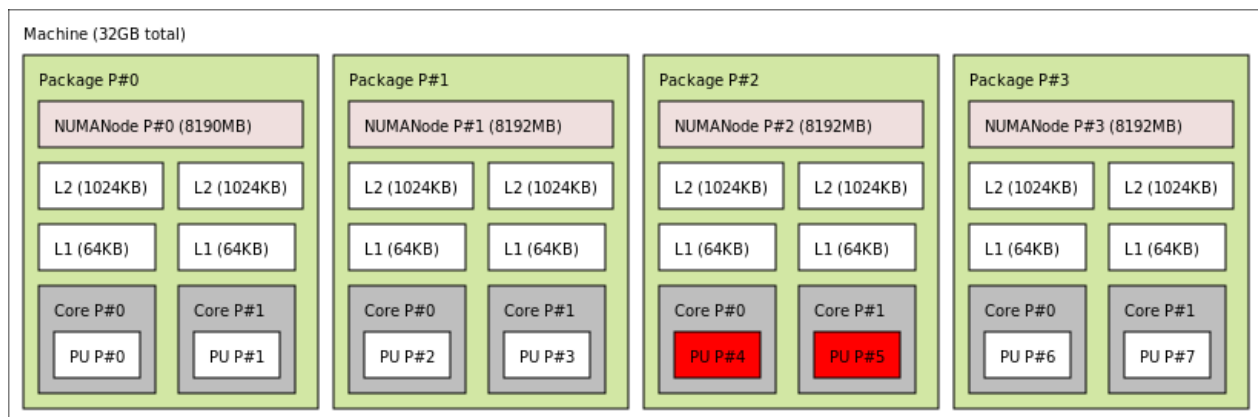 Machine (32GB total)
Package P#0
NUMANode P#0 (8190MB)
L2 (1024KB)
L2 (1024KB)
L1 (64KB)
L1 (64KB)
Core P#0
PU P#0
Core P#1
PU P#1
Package P#1
NUMANode P#1 (8192MB)
L2 (1024KB)
L2 (1024KB)
L1 (64KB)
L1 (64KB)
Core P#0
PU P#2
Core P#1
PU P#3
Package P#2
NUMANode P#2 (8192MB)
L2 (1024KB)
L2 (1024KB)
L1 (64KB)
L1 (64KB)
Core P#0
PU P#4
Core P#1
PU P#5
Package P#3
NUMANode P#3 (8192MB)
L2 (1024KB)
L2 (1024KB)
L1 (64KB)
L1 (64KB)
Core P#0
PU P#6
Core P#1
PU P#7